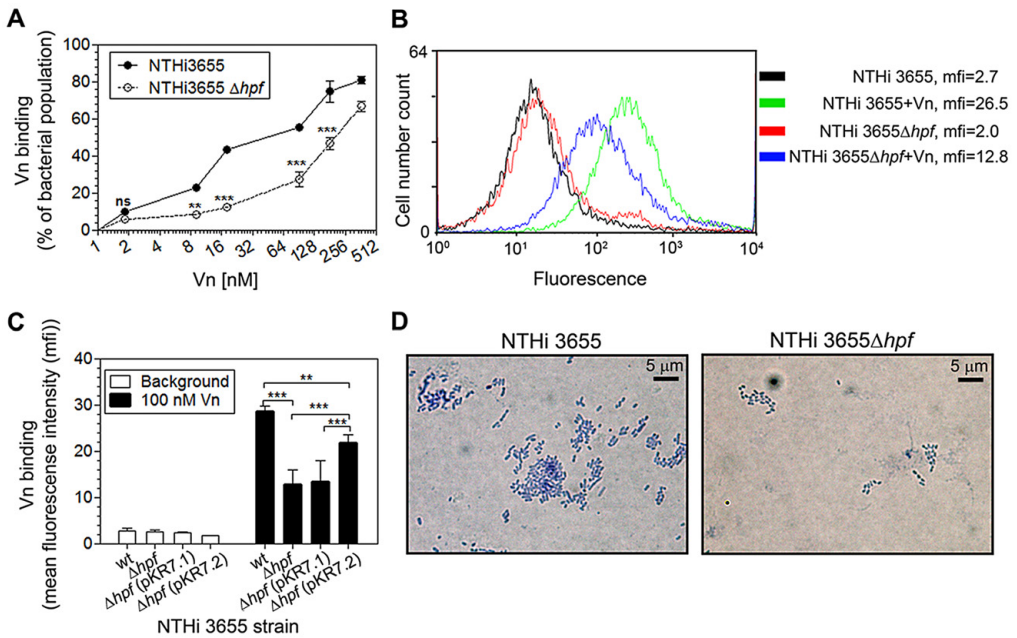 A
Vn binding
(% of bacterial population)
100
80
60
40
20
0
NTHi3655
NTHi3655 Δhpf
ns
**
***
***
***
1 2 4 8 16 32 64 128 256 512
Vn [nM]
B
Cell number count
64
0
10⁰ 10¹ 10² 10³ 10⁴
Fluorescence
NTHi 3655, mfi=2.7
NTHi 3655+Vn, mfi=26.5
NTHi 3655Δhpf, mfi=2.0
NTHi 3655Δhpf+Vn, mfi=12.8
C
Vn binding
(mean fluorescense intensity (mfi))
40
30
20
10
0
Background
100 nM Vn
**
***
***
***
wt
Δhpf
Δhpf (pKR7.1)
Δhpf (pKR7.2)
wt
Δhpf
Δhpf (pKR7.1)
Δhpf (pKR7.2)
NTHi 3655 strain
D
NTHi 3655
5 μm
NTHi 3655Δhpf
5 μm